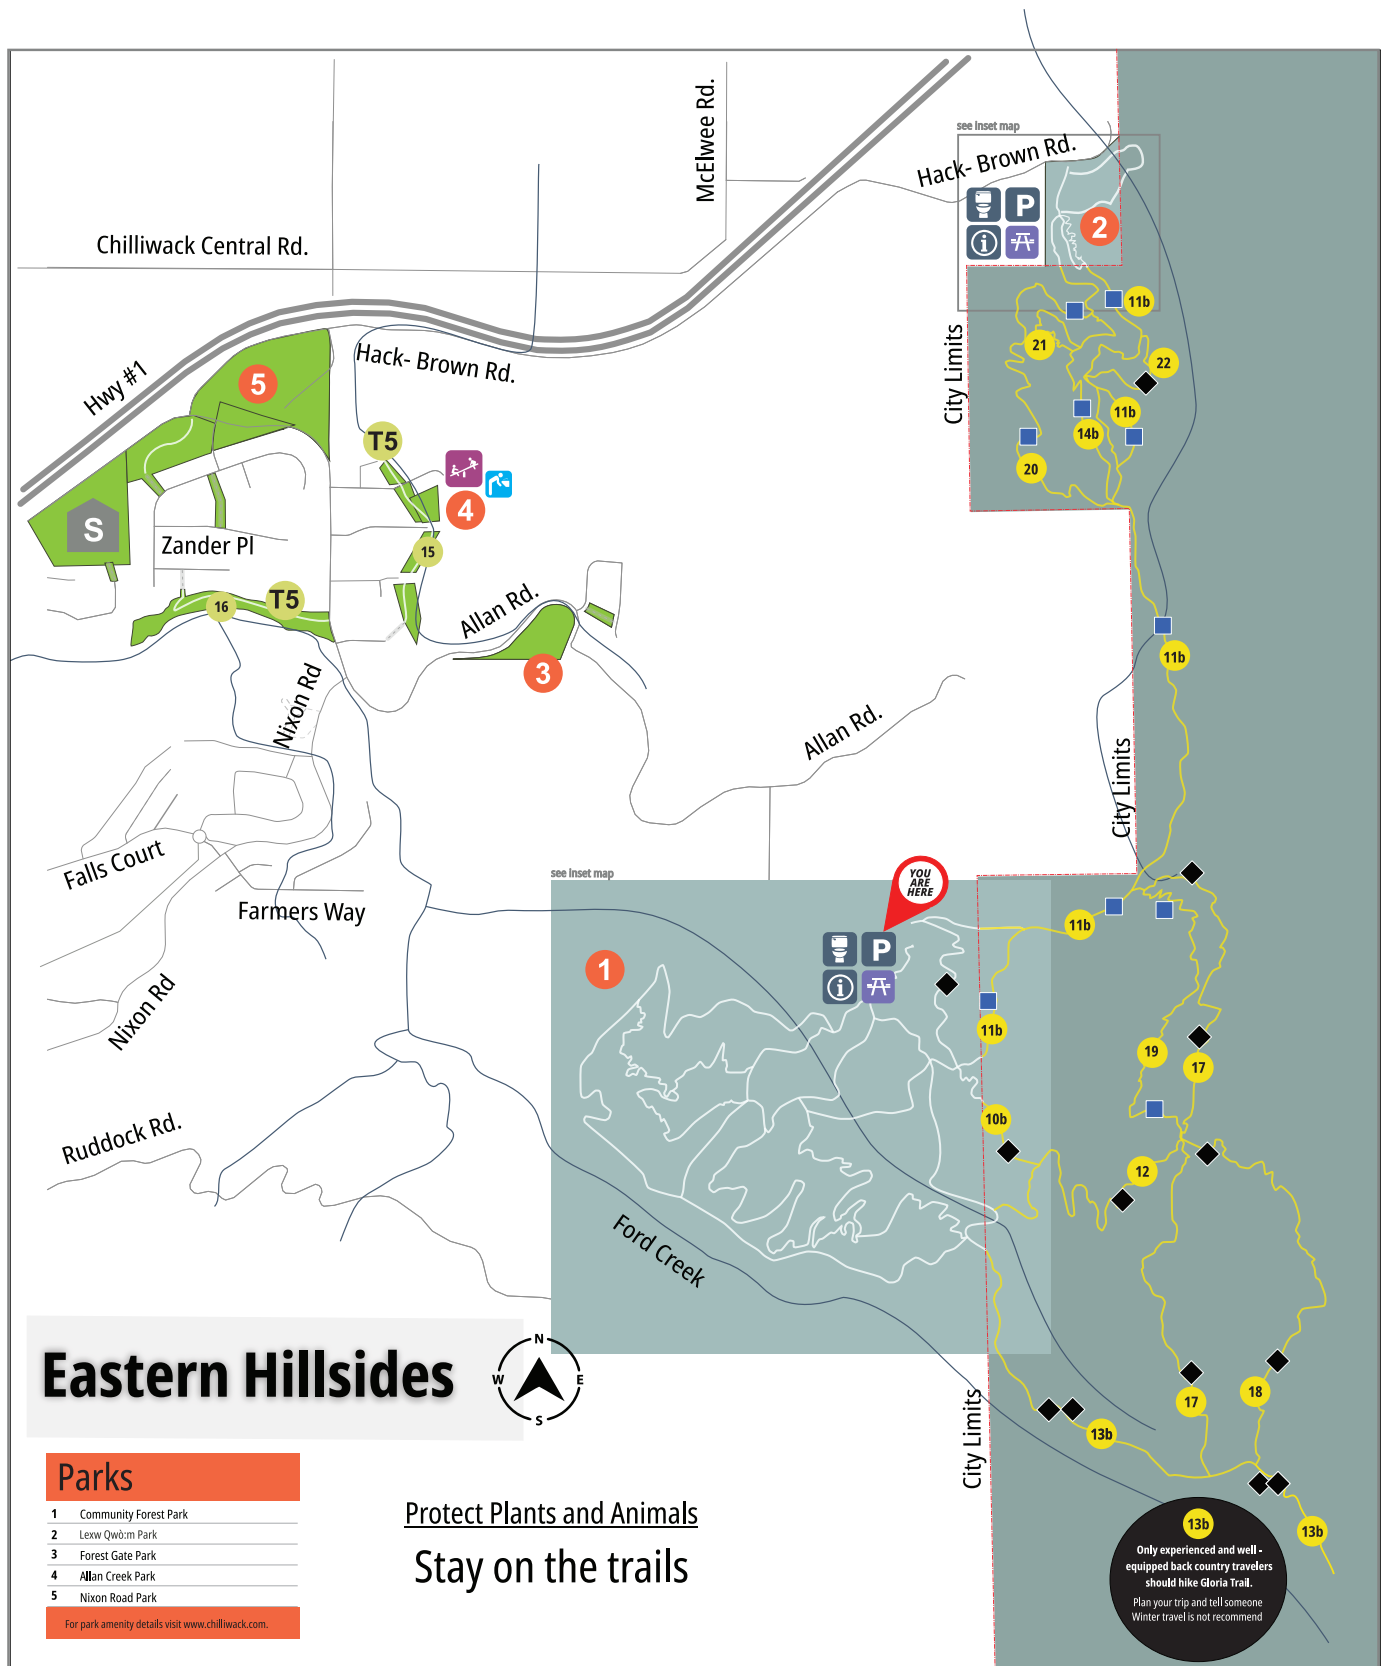 see inset map
Hack- Brown Rd.
McElwee Rd.
P
i
2
Chilliwack Central Rd.
11b
City Limits
21
22
Hwy #1
5
Hack- Brown Rd.
11b
14b
T5
20
4
S
Zander Pl
15
16
T5
Allan Rd.
3
11b
Nixon Rd
Allan Rd.
City Limits
Falls Court
see inset map
YOU
ARE
HERE
Farmers Way
11b
P
1
i
Nixon Rd
11b
19
17
10b
Ruddock Rd.
12
Ford Creek
Eastern Hillsides
N
W
E
S
City Limits
17
18
13b
Parks
1 Community Forest Park
2 Lexw Qwò:m Park
3 Forest Gate Park
4 Allan Creek Park
5 Nixon Road Park
For park amenity details visit www.chilliwack.com.
Protect Plants and Animals
Stay on the trails
13b
13b
Only experienced and well -
equipped back country travelers
should hike Gloria Trail.
Plan your trip and tell someone
Winter travel is not recommend